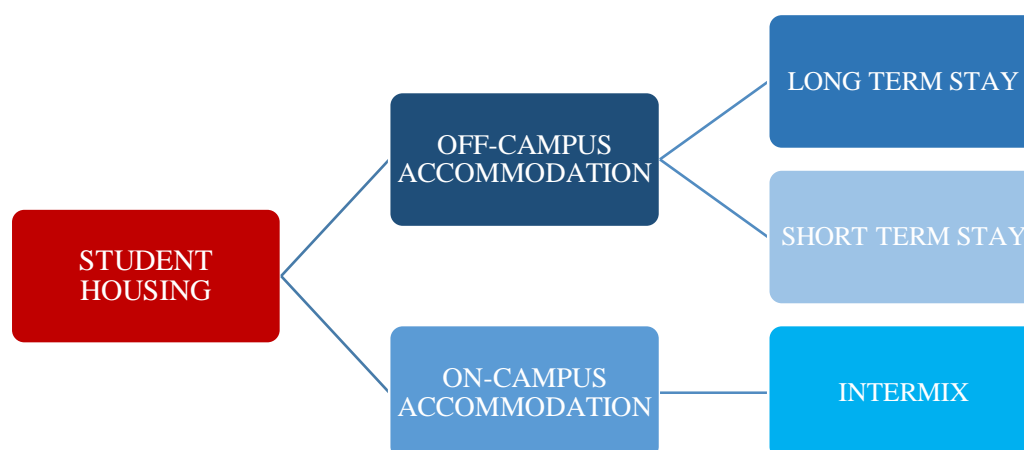 LONG TERM STAY
OFF-CAMPUS
ACCOMMODATION
SHORT TERM STAY
STUDENT
HOUSING
ON-CAMPUS
ACCOMMODATION
INTERMIX